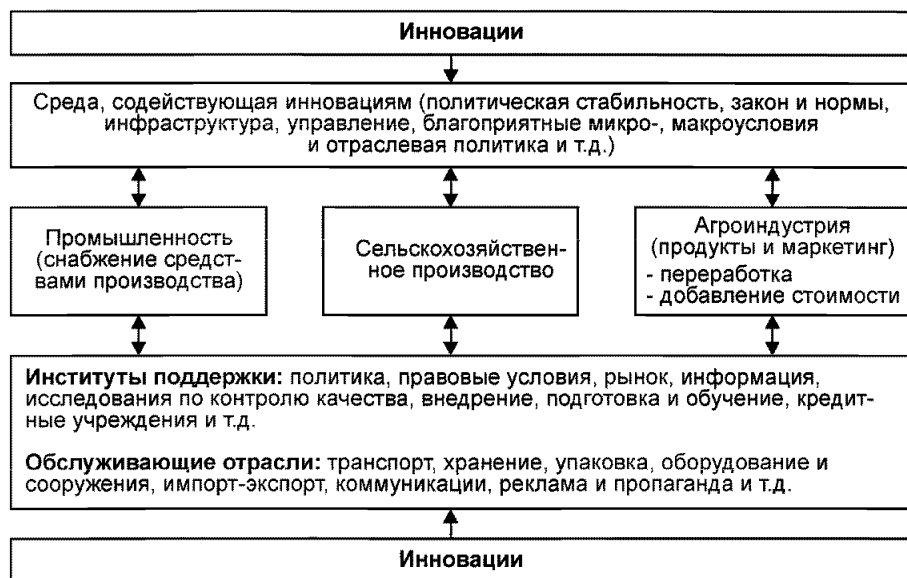 Инновации
Среда, содействующая инновациям (политическая стабильность, закон и нормы,
инфраструктура, управление, благоприятные микро-, макроусловия
и отраслевая политика и т.д.)
Промышленность
(снабжение средст-
вами производства)
Сельскохозяйствен-
ное производство
Агроиндустрия
(продукты и маркетинг)
- переработка
- добавление стоимости
Институты поддержки: политика, правовые условия, рынок, информация,
исследования по контролю качества, внедрение, подготовка и обучение, кредит-
ные учреждения и т.д.
Обслуживающие отрасли: транспорт, хранение, упаковка, оборудование и
сооружения, импорт-экспорт, коммуникации, реклама и пропаганда и т.д.
Инновации